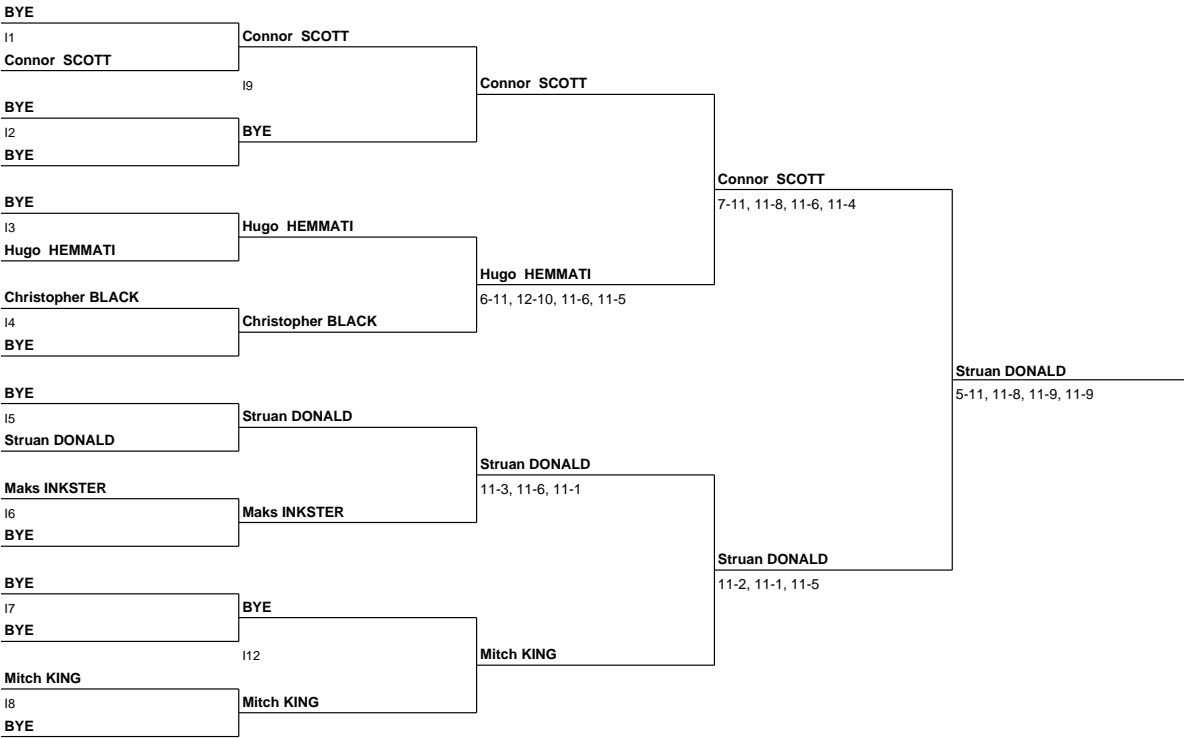 BYE
I1
Connor SCOTT
Connor SCOTT
I9
Connor SCOTT
BYE
I2
BYE
BYE
Connor SCOTT
7-11, 11-8, 11-6, 11-4
BYE
I3
Hugo HEMMATI
Hugo HEMMATI
Hugo HEMMATI
6-11, 12-10, 11-6, 11-5
Christopher BLACK
I4
Christopher BLACK
BYE
Struan DONALD
5-11, 11-8, 11-9, 11-9
BYE
I5
Struan DONALD
Struan DONALD
Struan DONALD
11-3, 11-6, 11-1
Maks INKSTER
I6
Maks INKSTER
BYE
Struan DONALD
11-2, 11-1, 11-5
BYE
I7
BYE
BYE
I12
Mitch KING
Mitch KING
I8
Mitch KING
BYE